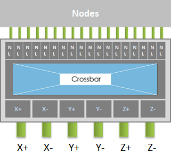 Nodes
N N N N N N N N N N N N N N N N
L L L L L L L L L L L L L L L L
Crossbar
X+ X- Y+ Y- Z+ Z-
X+ X- Y+ Y- Z+ Z-